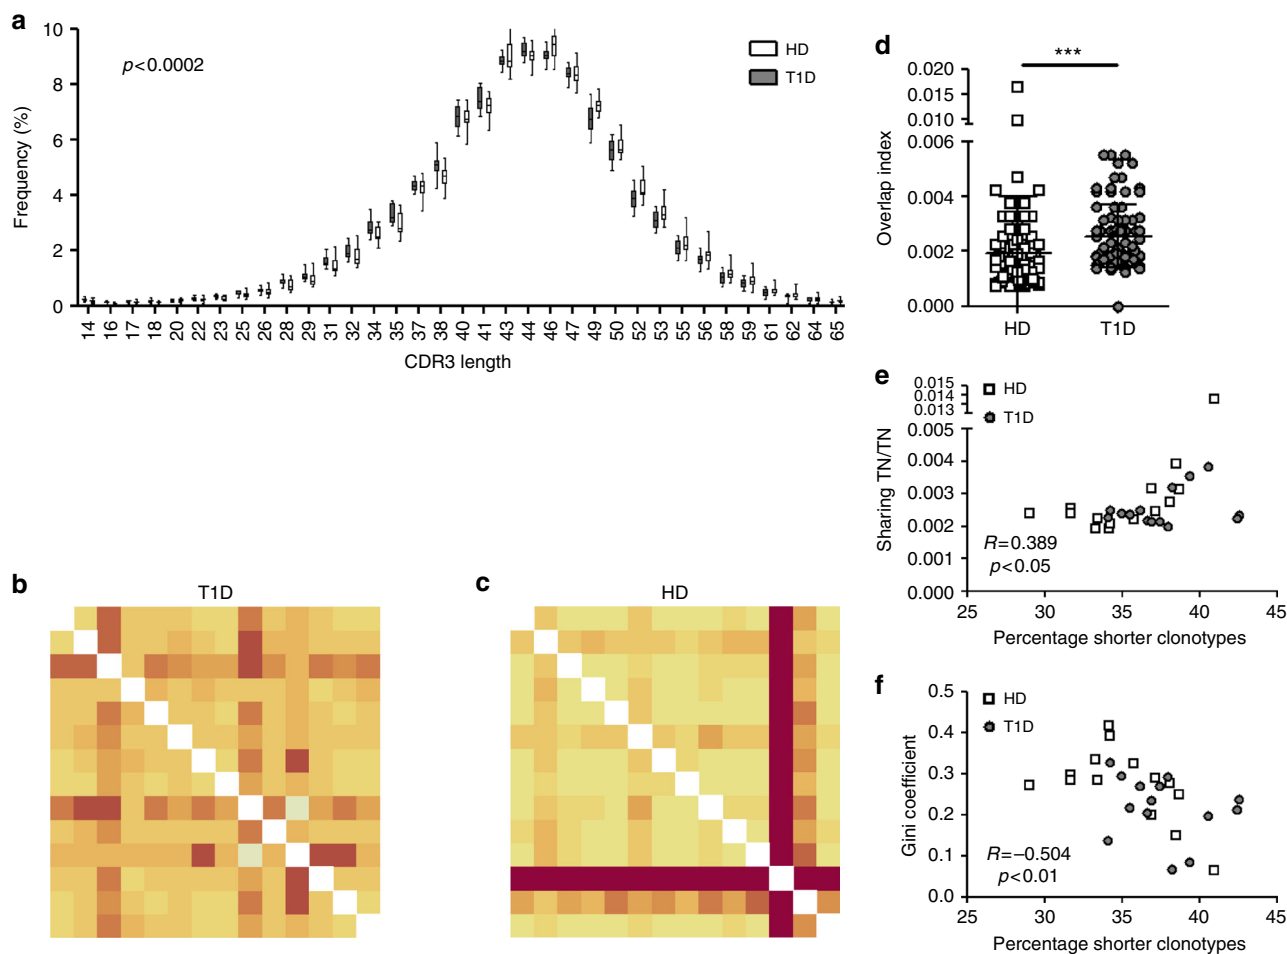 a
10
8
6
4
2
0
Frequency (%)
p<0.0002
HD
T1D
14 16 17 18 20 22 23 25 26 28 29 31 32 34 35 37 38 40 41 43 44 46 47 49 50 52 53 55 56 58 59 61 62 64 65
CDR3 length
b
T1D
c
HD
d
***
0.020
0.015
0.010
0.006
0.004
0.002
0.000
Overlap index
HD T1D
e
0.015
0.014
0.013
0.005
0.004
0.003
0.002
0.001
0.000
Sharing TN/TN
HD
T1D
R=0.389
p<0.05
25 30 35 40 45
Percentage shorter clonotypes
f
0.5
0.4
0.3
0.2
0.1
0.0
Gini coefficient
HD
T1D
R=−0.504
p<0.01
25 30 35 40 45
Percentage shorter clonotypes